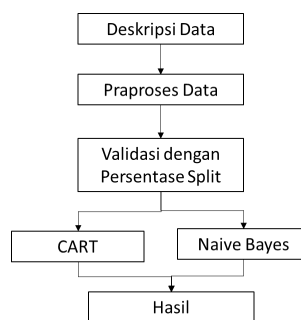 Deskripsi Data
Praproses Data
Validasi dengan
Persentase Split
CART
Naive Bayes
Hasil